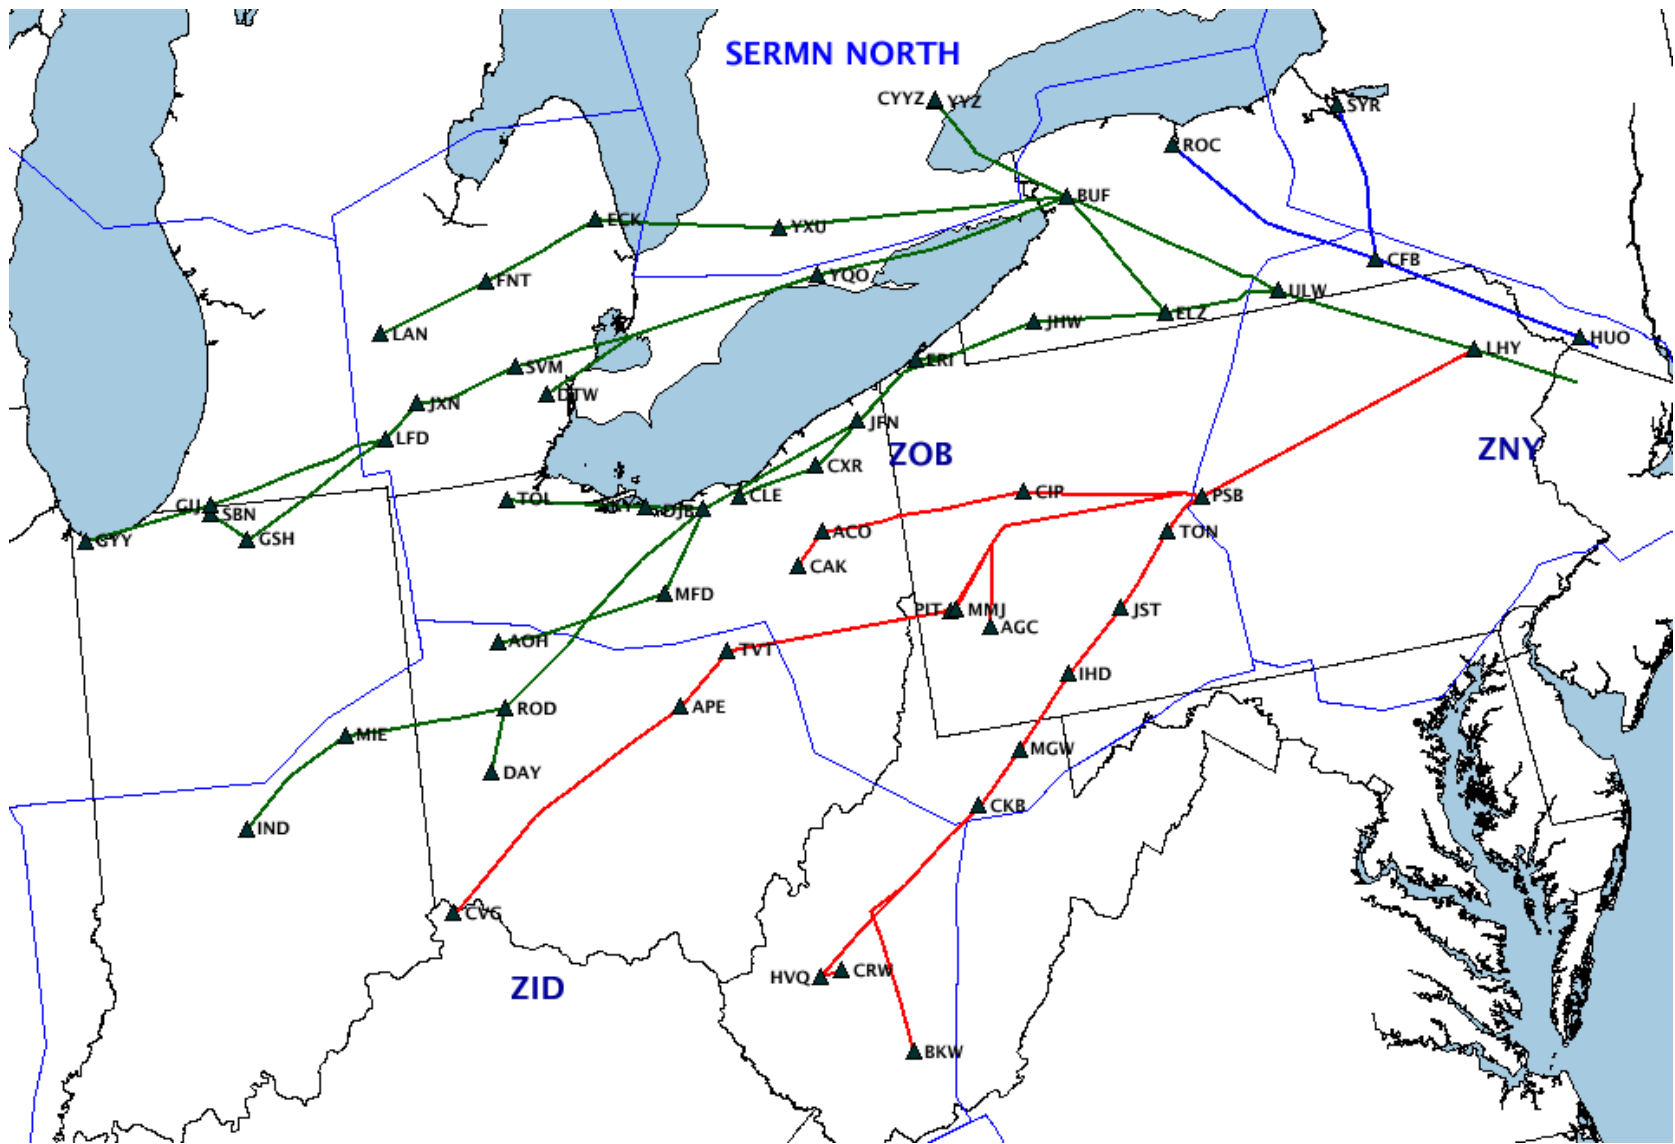 SERMN NORTH
CYYZ
YYZ
SYR
ROC
BUF
ECK
YXU
CFB
YQO
FNT
ULW
ELZ
JHW
LAN
HUO
LHY
ERI
SVM
DTW
JXN
JFN
LFD
ZOB
ZNY
CXR
CLE
TOL
DJB
CIP
PSB
GIJ
SBN
GSH
GYY
ACO
TON
CAK
MFD
PIT
MMJ
JST
AGC
AOH
TVT
IHD
ROD
APE
MIE
MGW
DAY
CKB
IND
CVG
HVQ
CRW
ZID
BKW